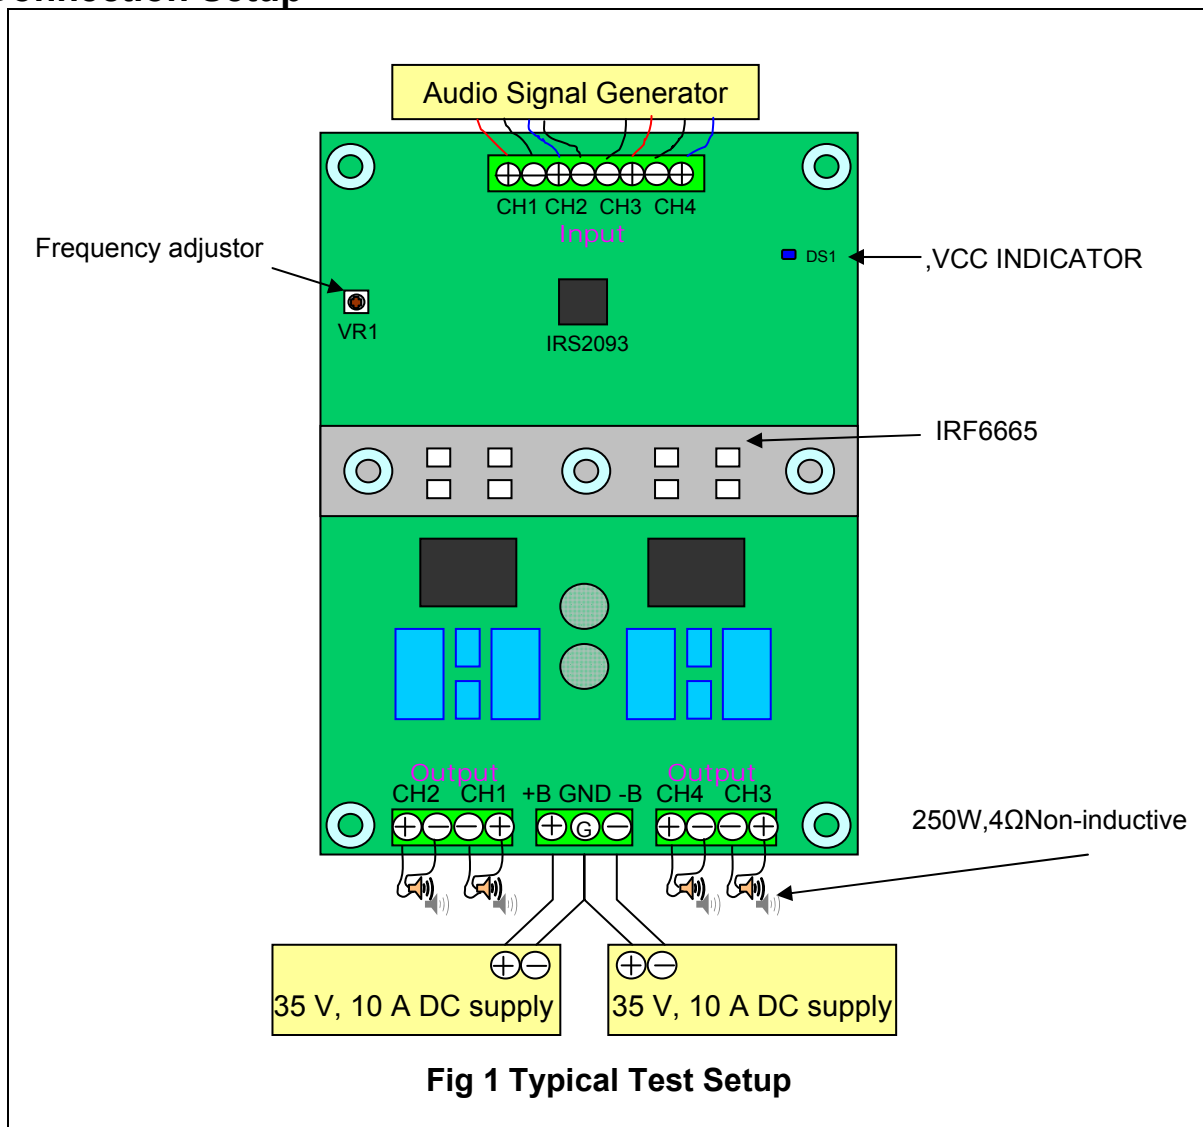 Connection Setup
Audio Signal Generator
CH1 CH2 CH3 CH4
Input
Frequency adjustor
DS1
,VCC INDICATOR
VR1
IRS2093
IRF6665
Output
Output
CH2 CH1 +B GND -B CH4 CH3
G
250W,4ΩNon-inductive
35 V, 10 A DC supply
35 V, 10 A DC supply
Fig 1 Typical Test Setup